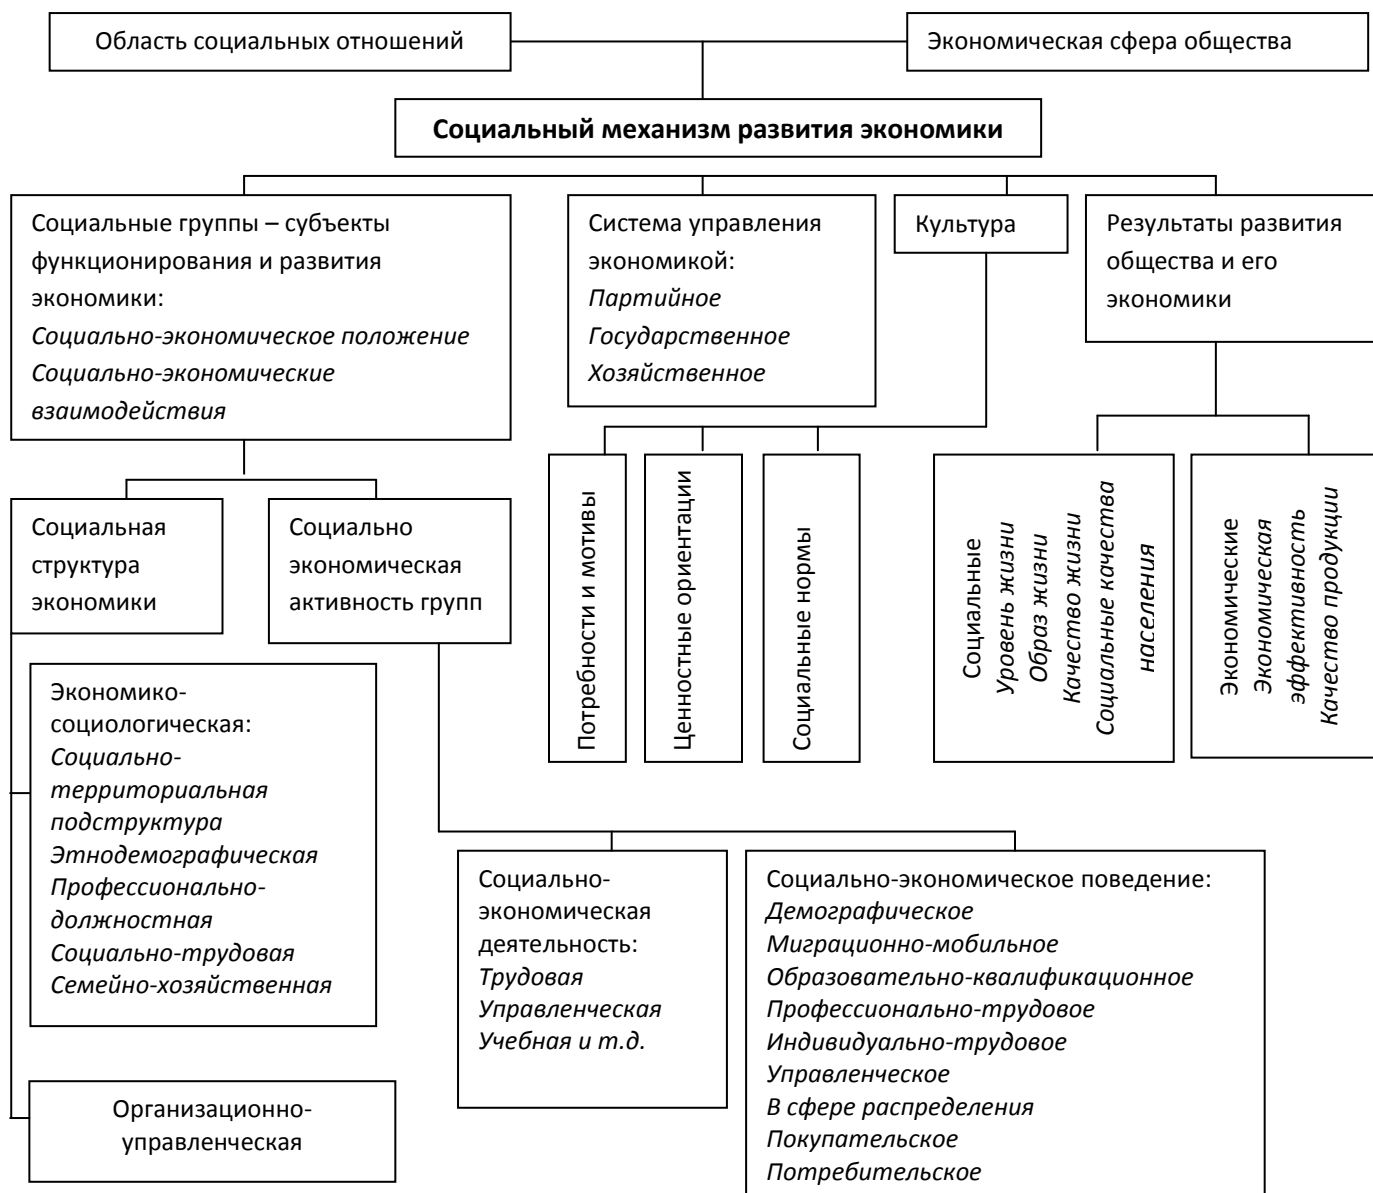 Область социальных отношений
Экономическая сфера общества
Социальный механизм развития экономики
Социальные группы – субъекты
функционирования и развития
экономики:
Социально-экономическое положение
Социально-экономические
взаимодействия
Система управления
экономикой:
Партийное
Государственное
Хозяйственное
Культура
Результаты развития
общества и его
экономики
Социальная
структура
экономики
Социально
экономическая
активность групп
Потребности и мотивы
Ценностные ориентации
Социальные нормы
Социальные
Уровень жизни
Образ жизни
Качество жизни
Социальные качества
населения
Экономические
Экономическая
эффективность
Качество продукции
Экономико-
социологическая:
Социально-
территориальная
подструктура
Этнодемографическая
Профессионально-
должностная
Социально-трудовая
Семейно-хозяйственная
Организационно-
управленческая
Социально-
экономическая
деятельность:
Трудовая
Управленческая
Учебная и т.д.
Социально-экономическое поведение:
Демографическое
Миграционно-мобильное
Образовательно-квалификационное
Профессионально-трудовое
Индивидуально-трудовое
Управленческое
В сфере распределения
Покупательское
Потребительское